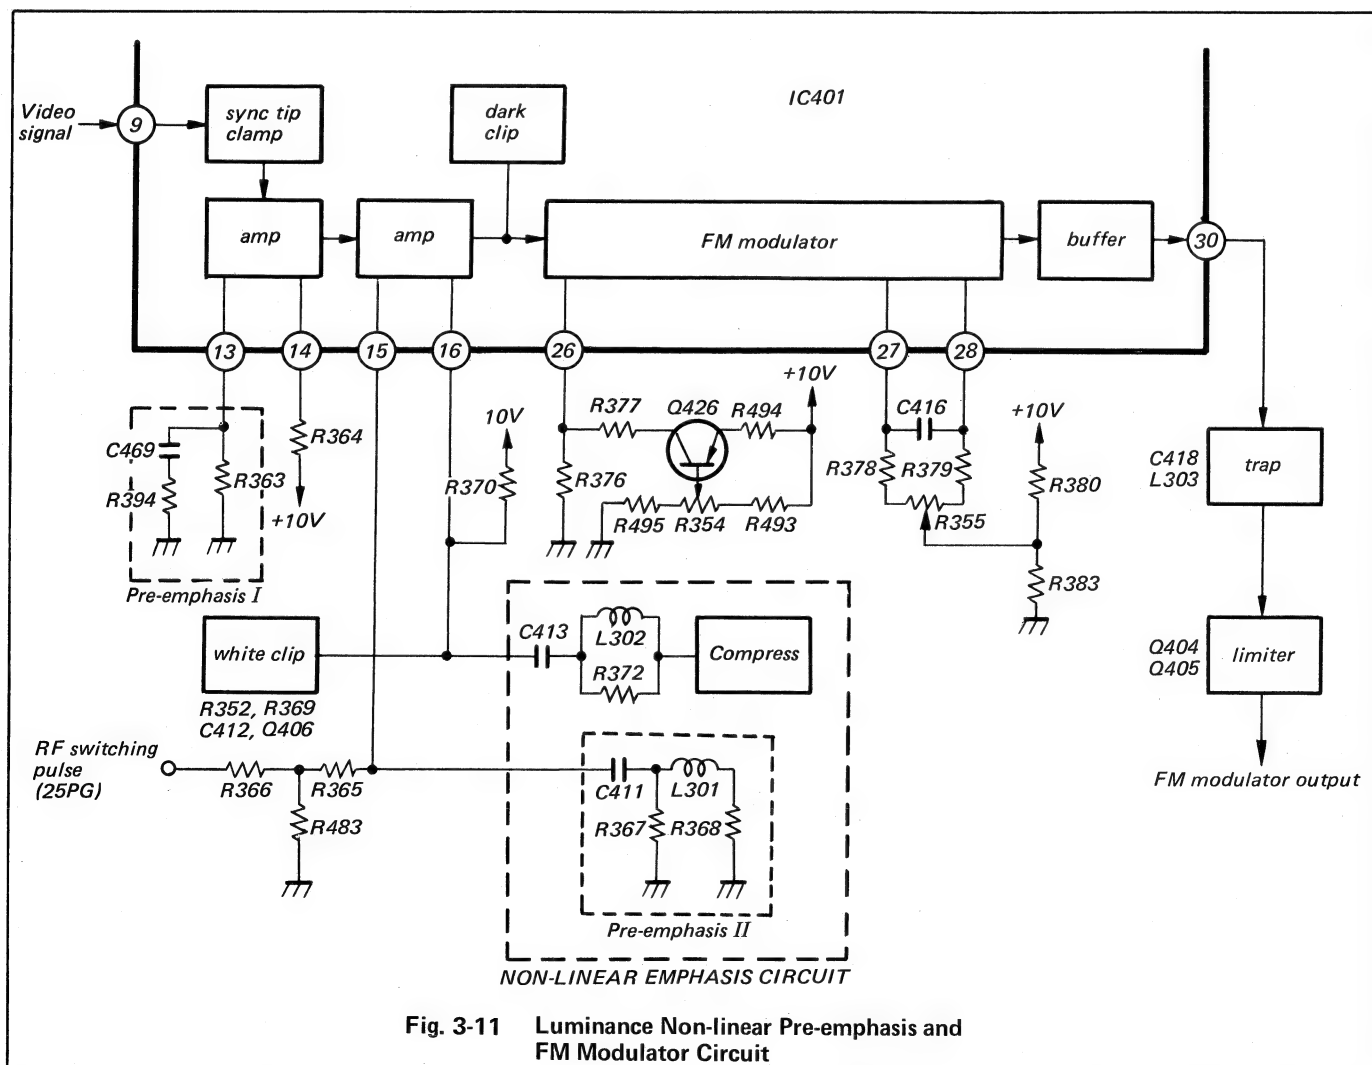 IC401
Video
signal
9
sync tip
clamp
dark
clip
amp
amp
FM modulator
buffer
30
13
14
15
16
26
27
28
+10V
10V
R377
Q426
R494
C416
+10V
C469
R364
R363
R394
+10V
R370
R376
R495
R354
R493
R378
R379
R355
R380
R383
C418
L303
trap
Pre-emphasis I
white clip
R352, R369
C412, Q406
C413
L302
R372
Compress
Q404
Q405
limiter
RF switching
pulse
(25PG)
R366
R365
R483
C411
L301
R367
R368
FM modulator output
Pre-emphasis II
NON-LINEAR EMPHASIS CIRCUIT
Fig. 3-11 Luminance Non-linear Pre-emphasis and
FM Modulator Circuit